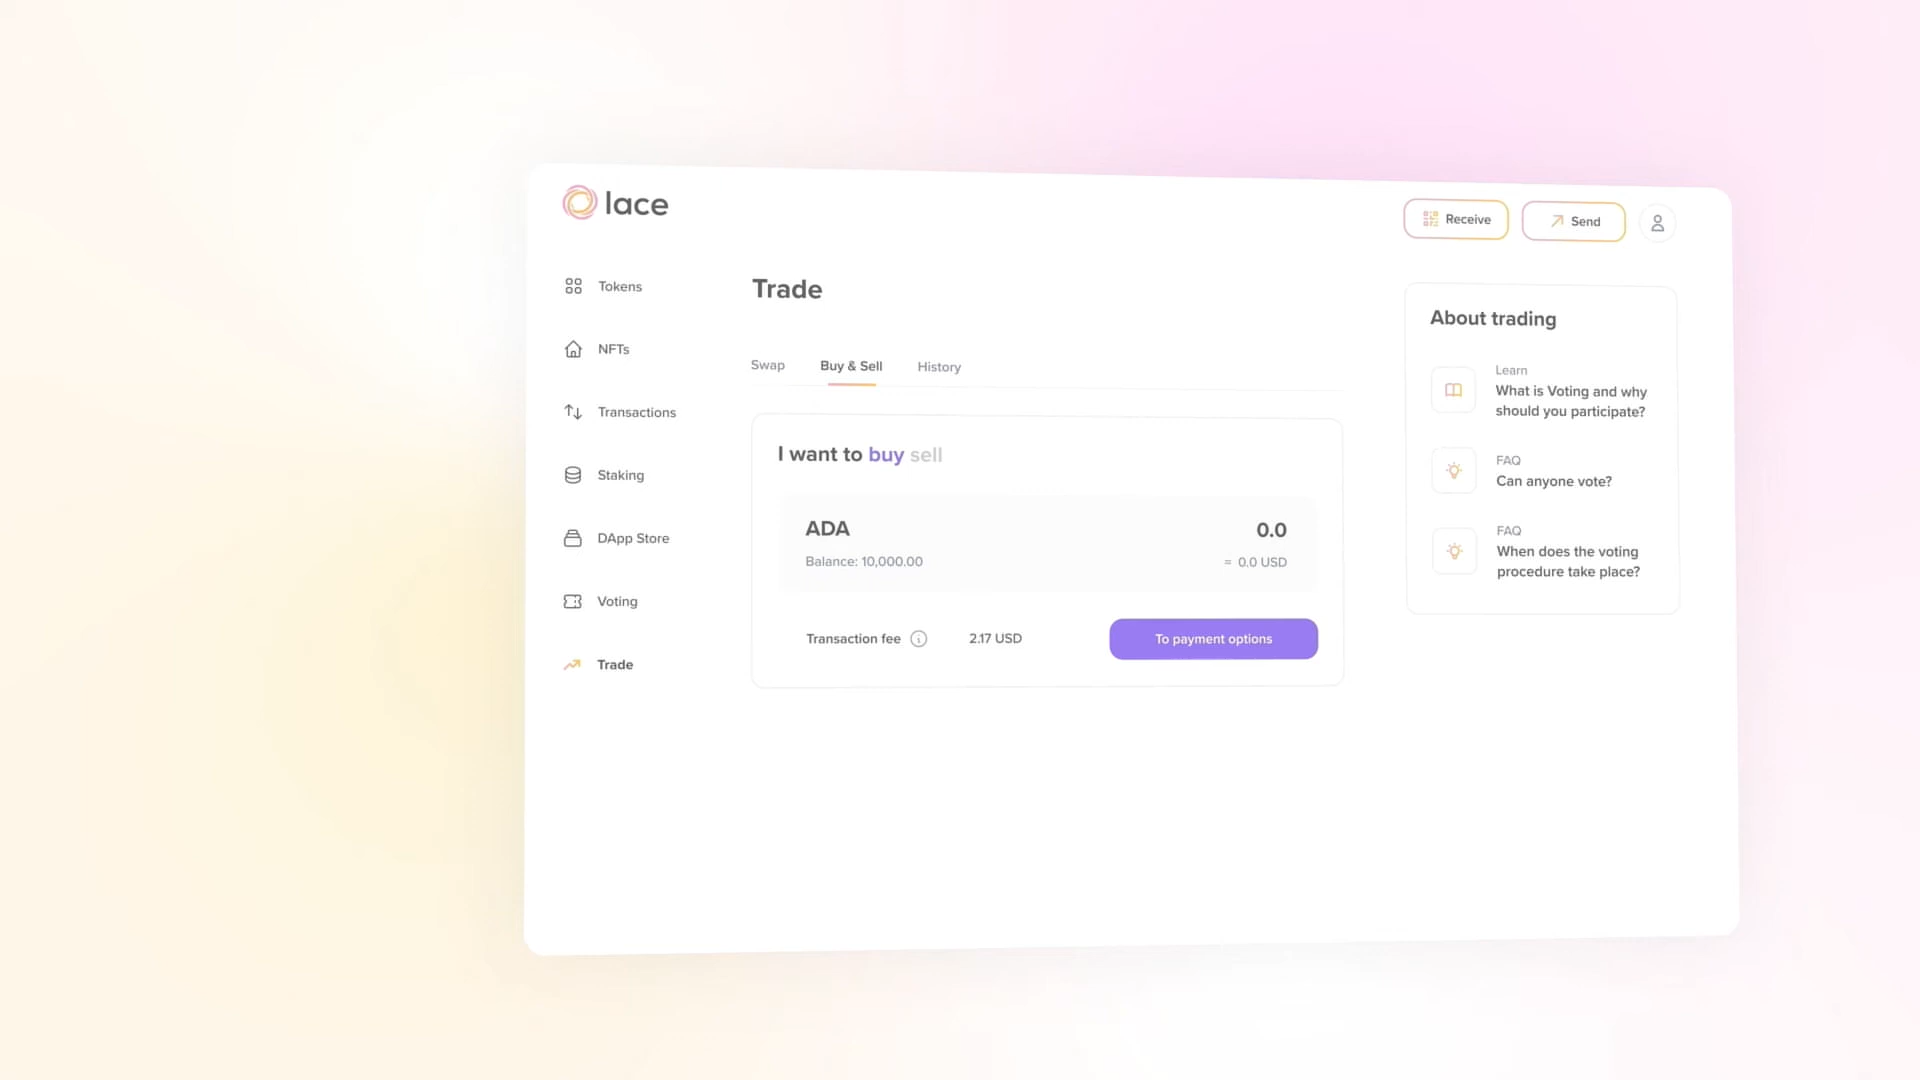 lace
Receive
Send
Tokens
NFTs
Transactions
Staking
DApp Store
Voting
Trade
Trade
Swap
Buy & Sell
History
I want to buy sell
ADA
0.0
Balance: 10,000.00
= 0.0 USD
Transaction fee
2.17 USD
To payment options
About trading
Learn
What is Voting and why
should you participate?
FAQ
Can anyone vote?
FAQ
When does the voting
procedure take place?